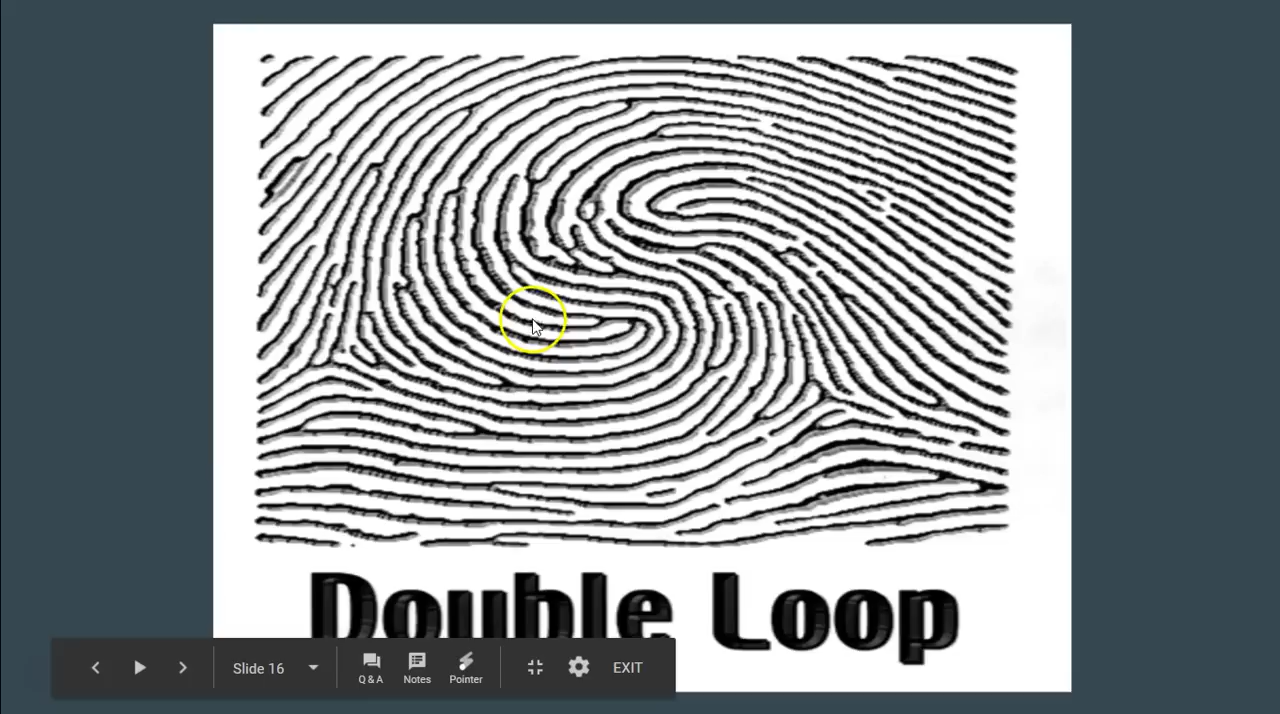 Double Loop
Slide 16
Q & A
Notes
Pointer
EXIT